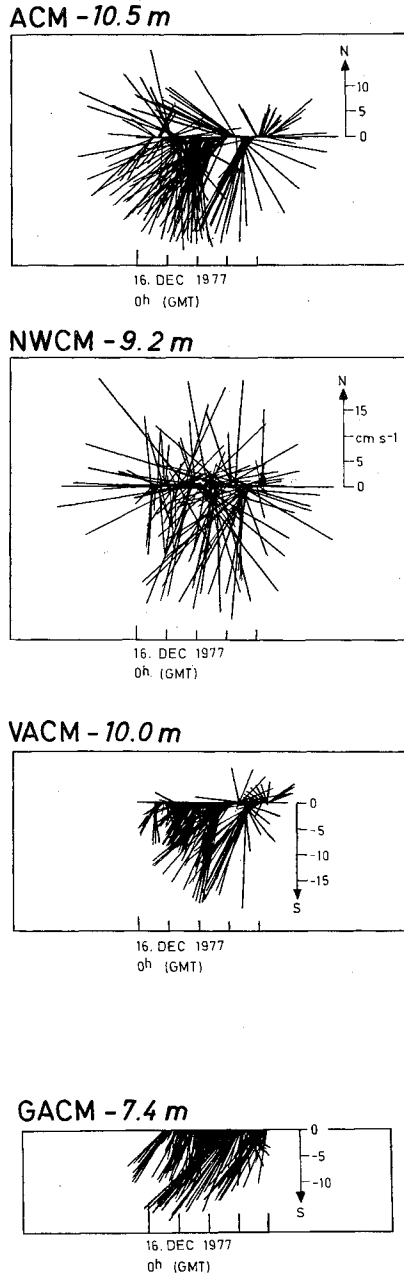 ACM - 10.5 m
N
10
5
0
16. DEC 1977
0h (GMT)
NWCM - 9.2 m
N
15
cm s-1
5
0
16. DEC 1977
0h. (GMT)
VACM - 10.0 m
0
-5
-10
-15
S
16. DEC 1977
0h (GMT)
GACM - 7.4 m
0
-5
-10
S
16. DEC 1977
0h (GMT)